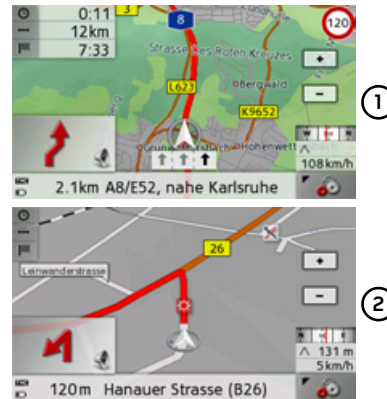 0:11
12km
7:33
3
8
120
Strasse des Roten Kreuzes
L623
Bergwald
K9652
+
-
1
Hohenwett
W N
108km/h
2.1km A8/E52, nahe Karlsruhe
26
Leinwanderstrasse
+
-
2
131 m
5km/h
120m Hanauer Strasse (B26)